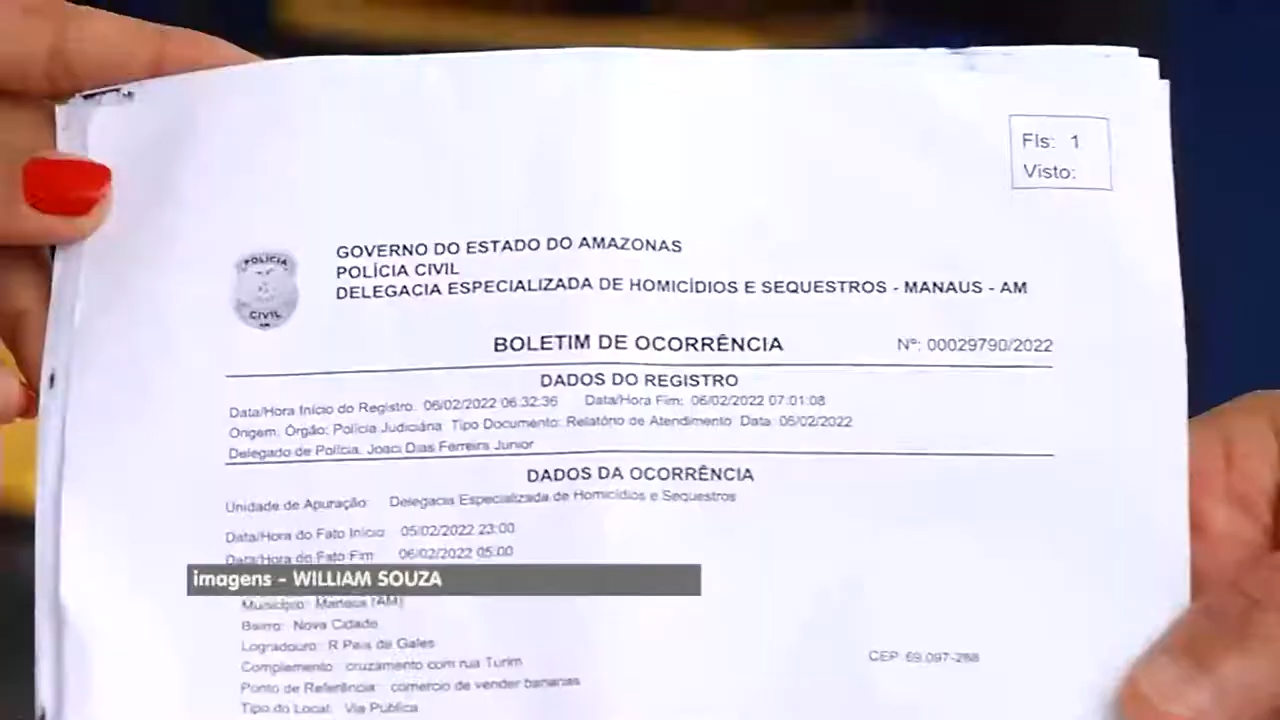 Fls: 1
Visto:
POLÍCIA
CIVIL
AM
GOVERNO DO ESTADO DO AMAZONAS
POLÍCIA CIVIL
DELEGACIA ESPECIALIZADA DE HOMICÍDIOS E SEQUESTROS - MANAUS - AM
BOLETIM DE OCORRÊNCIA Nº: 00029790/2022
DADOS DO REGISTRO
Data/Hora Início do Registro: 06/02/2022 06:32:36 Data/Hora Fim: 06/02/2022 07:01:08
Origem: Órgão: Polícia Judiciária Tipo Documento: Relatório de Atendimento Data: 05/02/2022
Delegado de Polícia: Joaci Dias Ferreira Junior
DADOS DA OCORRÊNCIA
Unidade de Apuração: Delegacia Especializada de Homicídios e Sequestros
Data/Hora do Fato Início: 05/02/2022 23:00
Data/Hora do Fato Fim: 06/02/2022 05:00
imagens - WILLIAM SOUZA
Município: Manaus (AM)
Bairro: Nova Cidade
Logradouro: R Pais de Gales
Complemento: cruzamento com rua Turim CEP: 69.097-288
Ponto de Referência: comercio de vender bananas
Tipo do Local: Via Pública